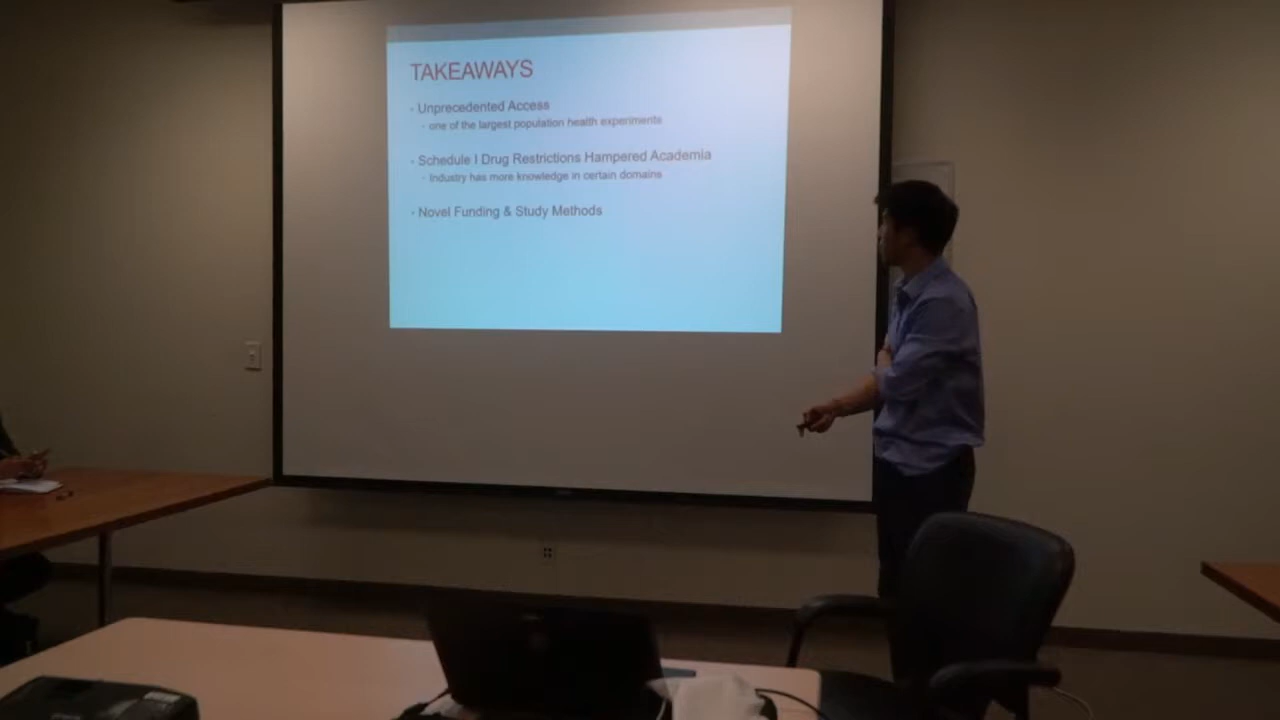 TAKEAWAYS
• Unprecedented Access
- one of the largest population health experiments
• Schedule I Drug Restrictions Hampered Academia
- Industry has more knowledge in certain domains
• Novel Funding & Study Methods